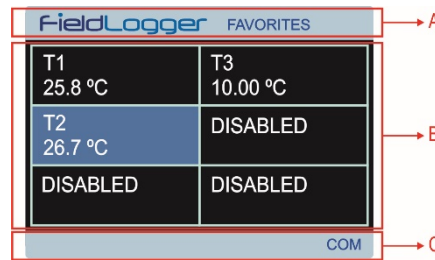 FieldLogger FAVORITES
A
T1
25.8 ºC
T3
10.00 ºC
T2
26.7 ºC
DISABLED
B
DISABLED
DISABLED
COM
C